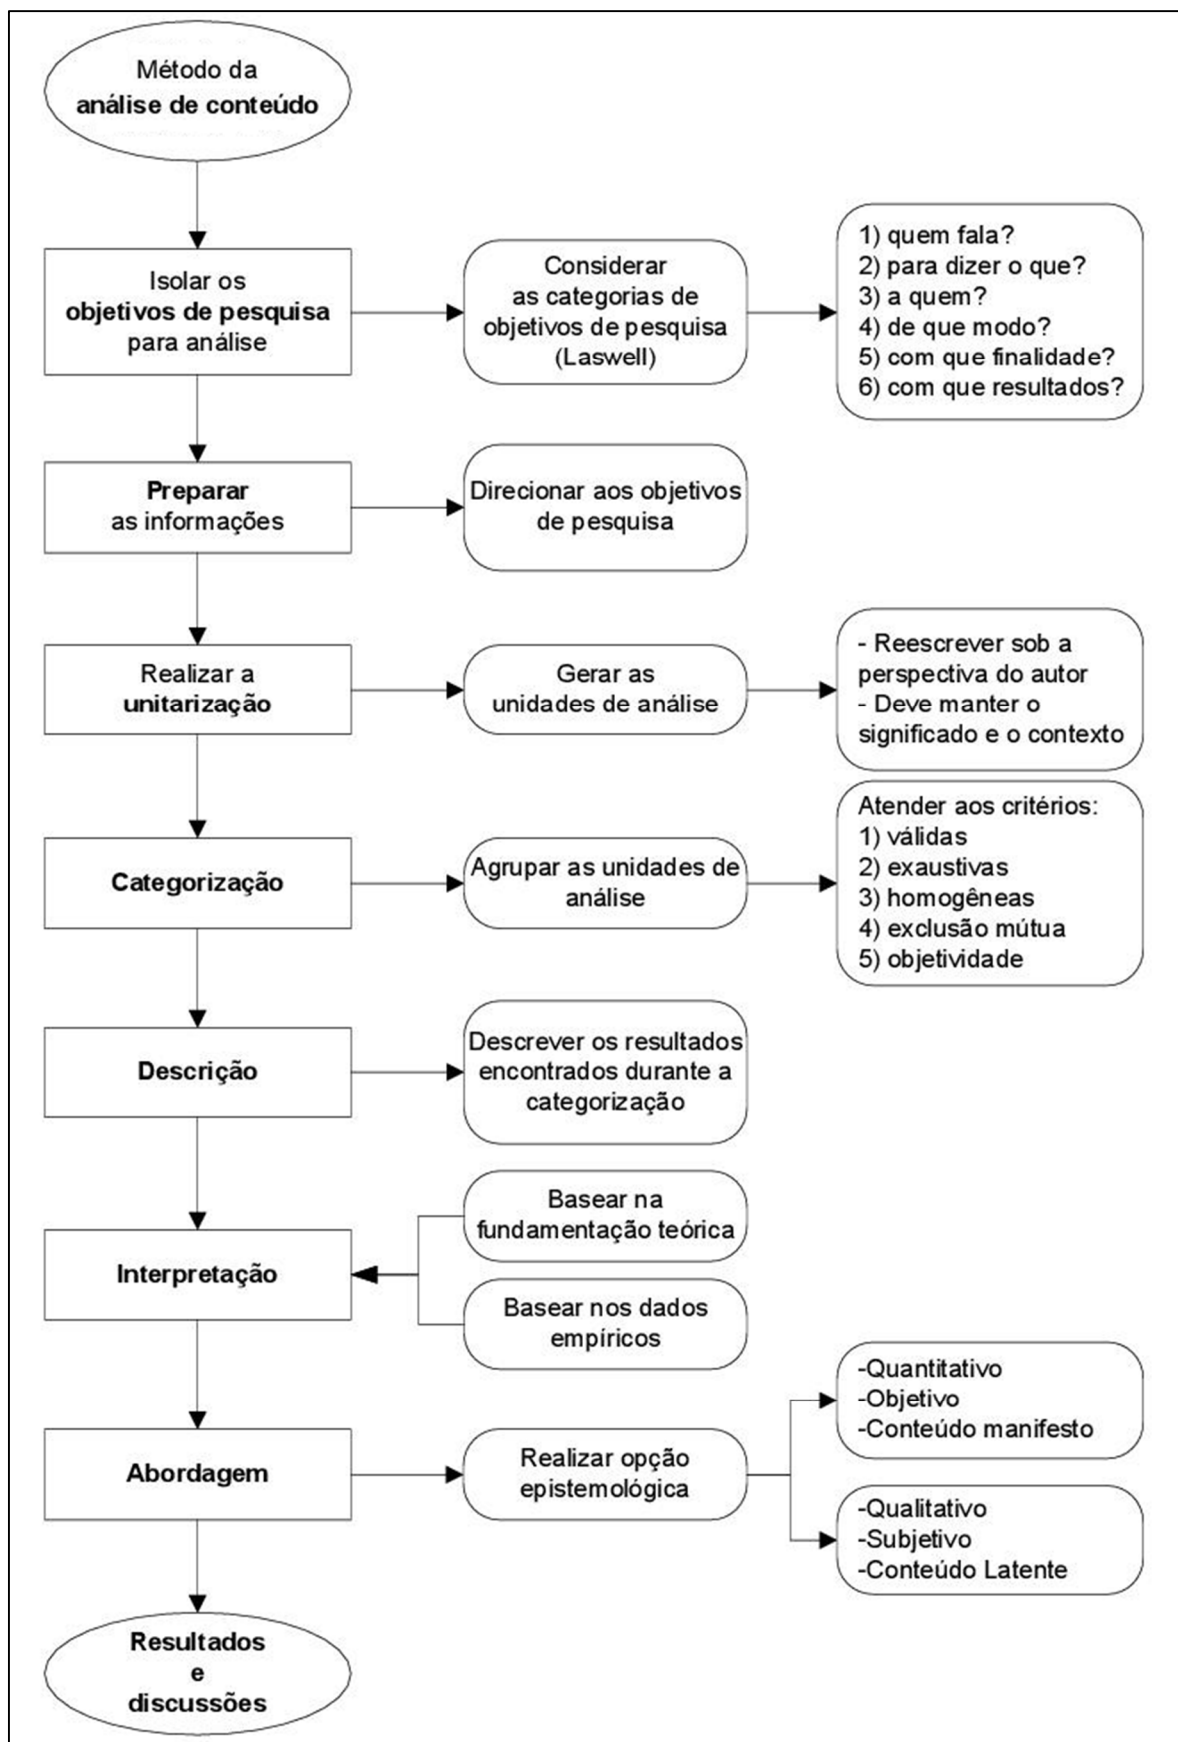 Método da
análise de conteúdo
Isolar os
objetivos de pesquisa
para análise
Considerar
as categorias de
objetivos de pesquisa
(Laswell)
1) quem fala?
2) para dizer o que?
3) a quem?
4) de que modo?
5) com que finalidade?
6) com que resultados?
Preparar
as informações
Direcionar aos objetivos
de pesquisa
Realizar a
unitarização
Gerar as
unidades de análise
- Reescrever sob a
perspectiva do autor
- Deve manter o
significado e o contexto
Categorização
Agrupar as unidades de
análise
Atender aos critérios:
1) válidas
2) exaustivas
3) homogêneas
4) exclusão mútua
5) objetividade
Descrição
Descrever os resultados
encontrados durante a
categorização
Interpretação
Basear na
fundamentação teórica
Basear nos dados
empíricos
Abordagem
Realizar opção
epistemológica
-Quantitativo
-Objetivo
-Conteúdo manifesto
-Qualitativo
-Subjetivo
-Conteúdo Latente
Resultados
e
discussões